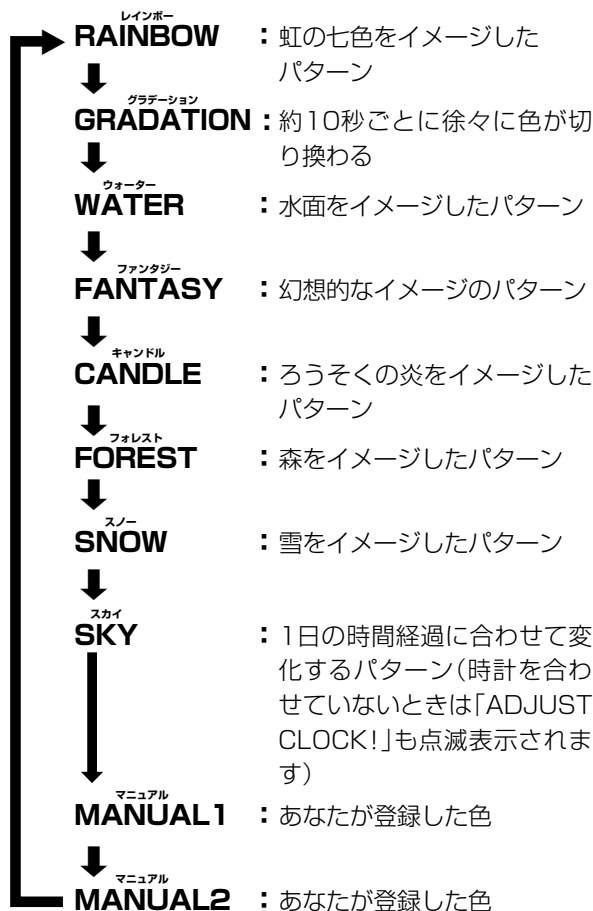 レインボー
RAINBOW :虹の七色をイメージした
パターン
グラデーション
GRADATION :約10秒ごとに徐々に色が切
り換わる
ウォーター
WATER :水面をイメージしたパターン
ファンタジー
FANTASY :幻想的なイメージのパターン
キャンドル
CANDLE :ろうそくの炎をイメージした
パターン
フォレスト
FOREST :森をイメージしたパターン
スノー
SNOW :雪をイメージしたパターン
スカイ
SKY :1日の時間経過に合わせて変
化するパターン(時計を合わ
せていないときは「ADJUST
CLOCK!」も点滅表示されま
す)
マニュアル
MANUAL1 :あなたが登録した色
マニュアル
MANUAL2 :あなたが登録した色